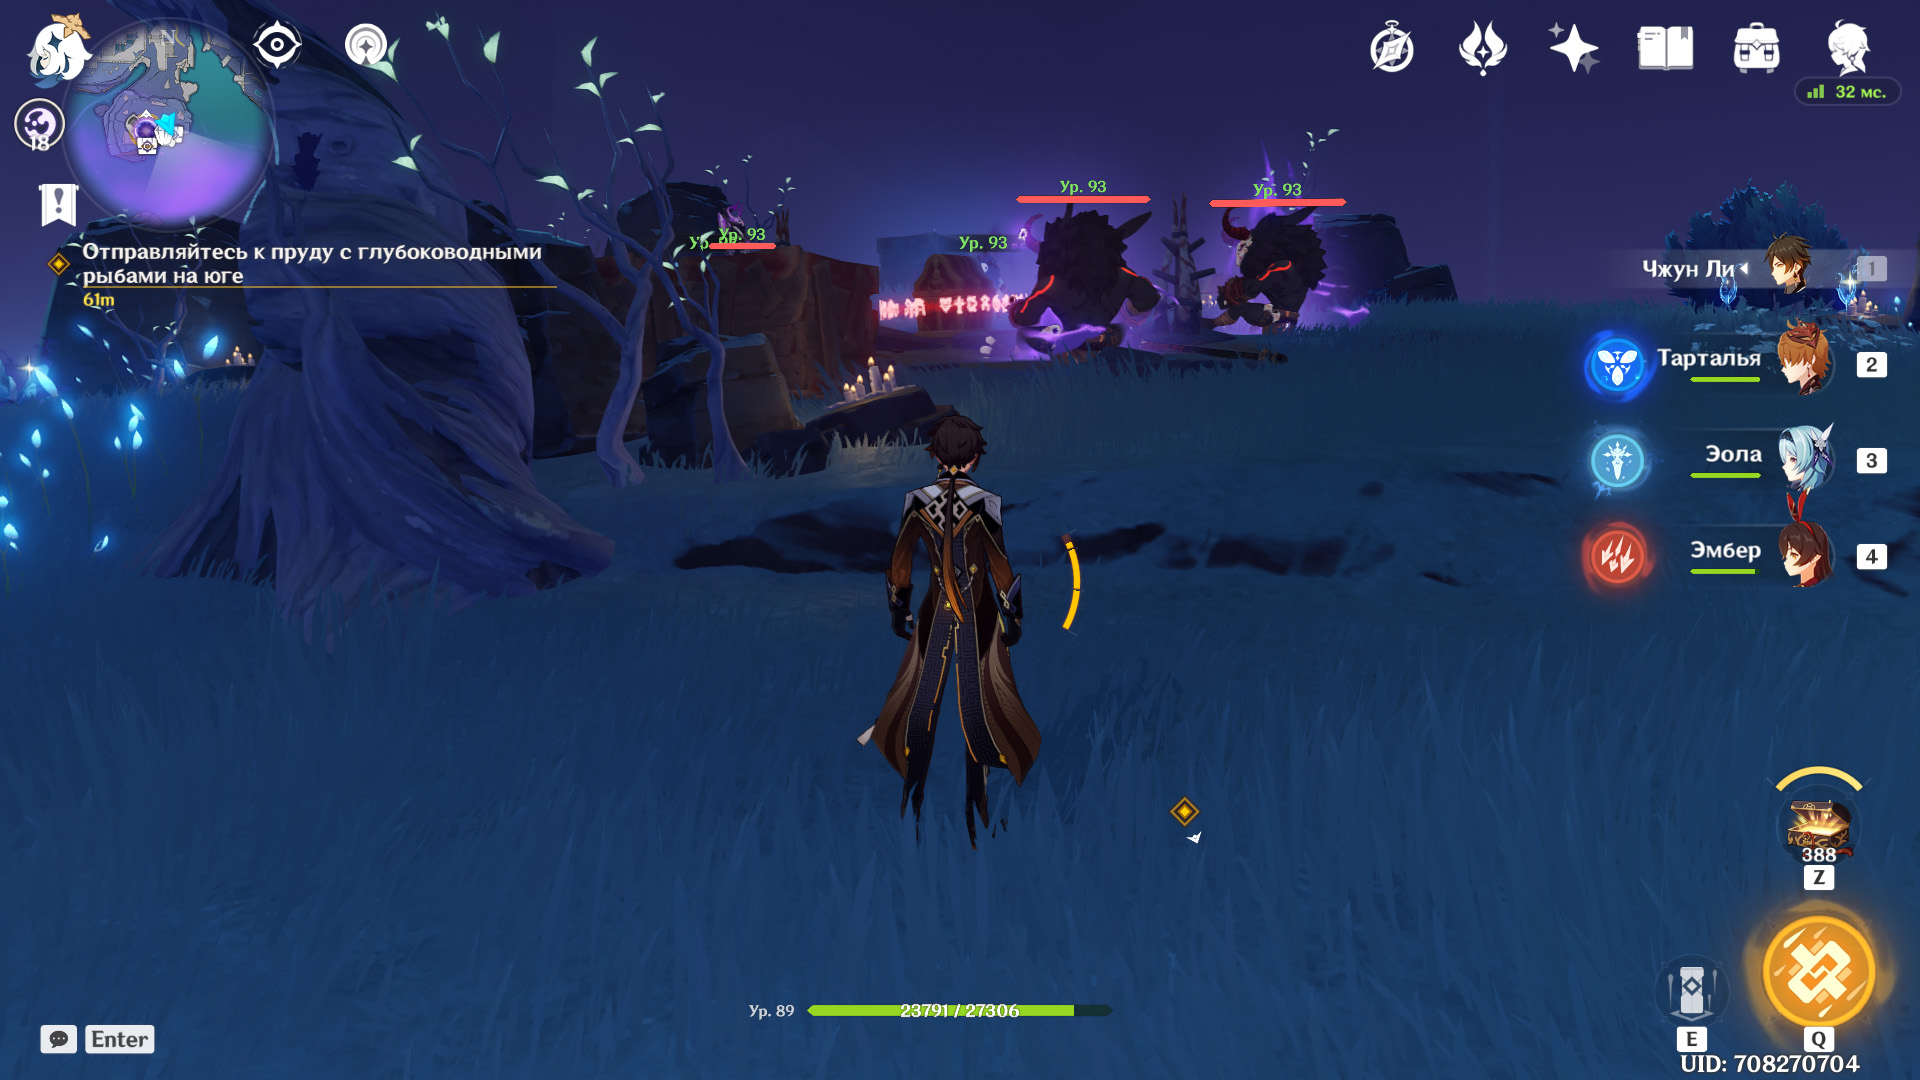 N
32 мс.
18
Отправляйтесь к пруду с глубоководными
рыбами на юге
61m
Ур. 93
Ур. 93
Ур. 93
Ур. 93
Чжун Ли
1
Тарталья
2
Эола
3
Эмбер
4
388
Z
Ур. 89
23791 / 27306
Enter
E
Q
UID: 708270704